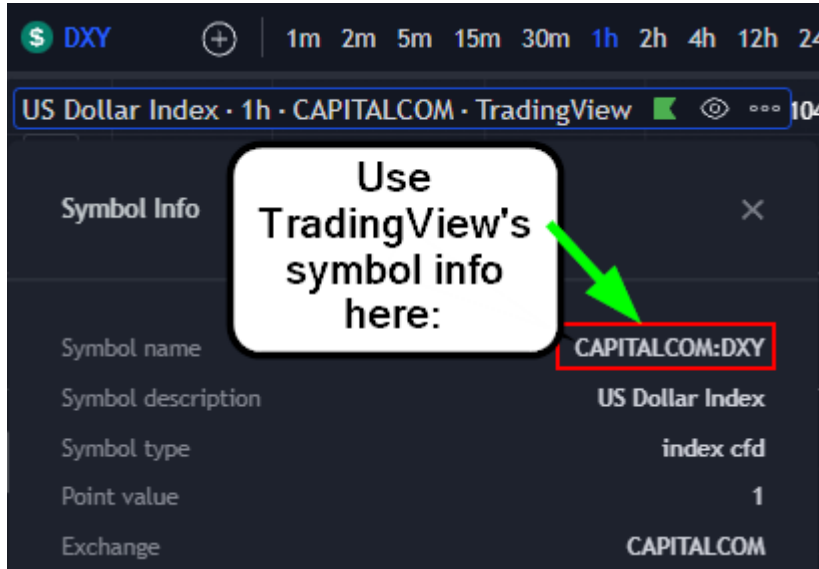 $ DXY 1m 2m 5m 15m 30m 1h 2h 4h 12h
US Dollar Index · 1h · CAPITALCOM · TradingView
Symbol Info
Use
TradingView's
symbol info
here:
Symbol name CAPITALCOM:DXY
Symbol description US Dollar Index
Symbol type index cfd
Point value 1
Exchange CAPITALCOM